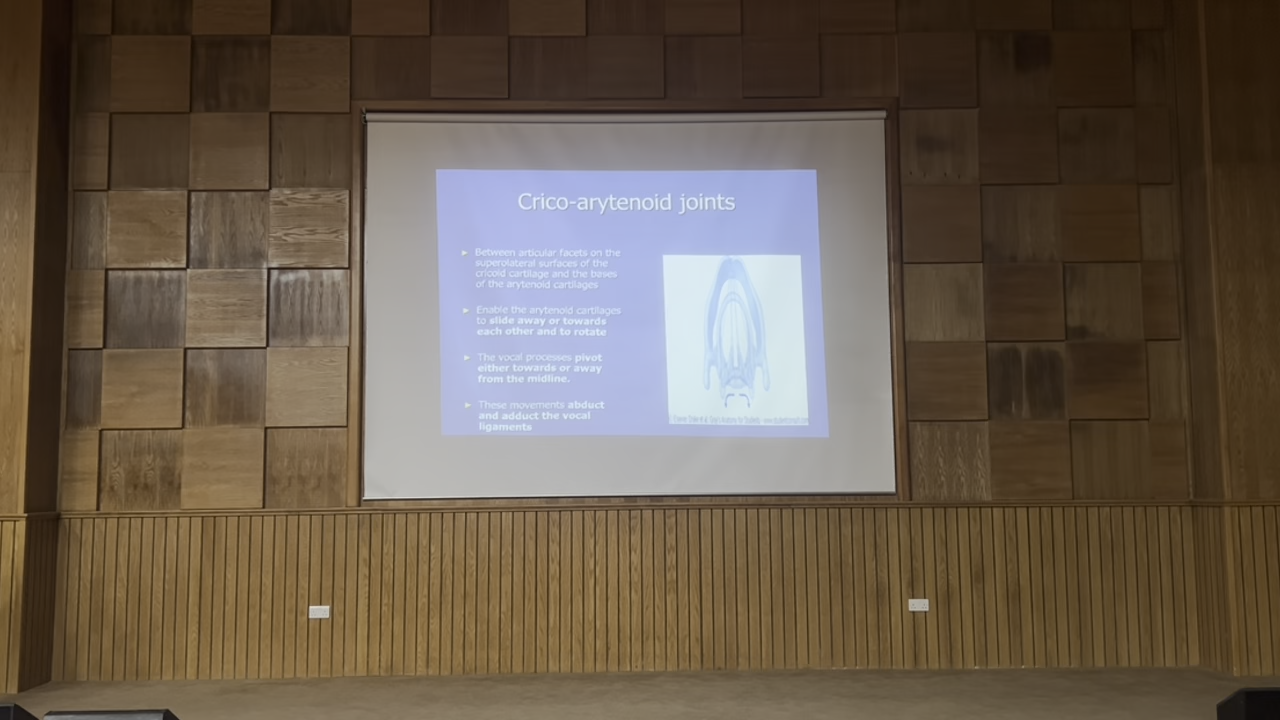 Crico-arytenoid joints
Between articular facets on the
superolateral surfaces of the
cricoid cartilage and the bases
of the arytenoid cartilages
Enable the arytenoid cartilages
to slide away or towards
each other and to rotate
The vocal processes pivot
either towards or away
from the midline.
These movements abduct
and adduct the vocal
ligaments